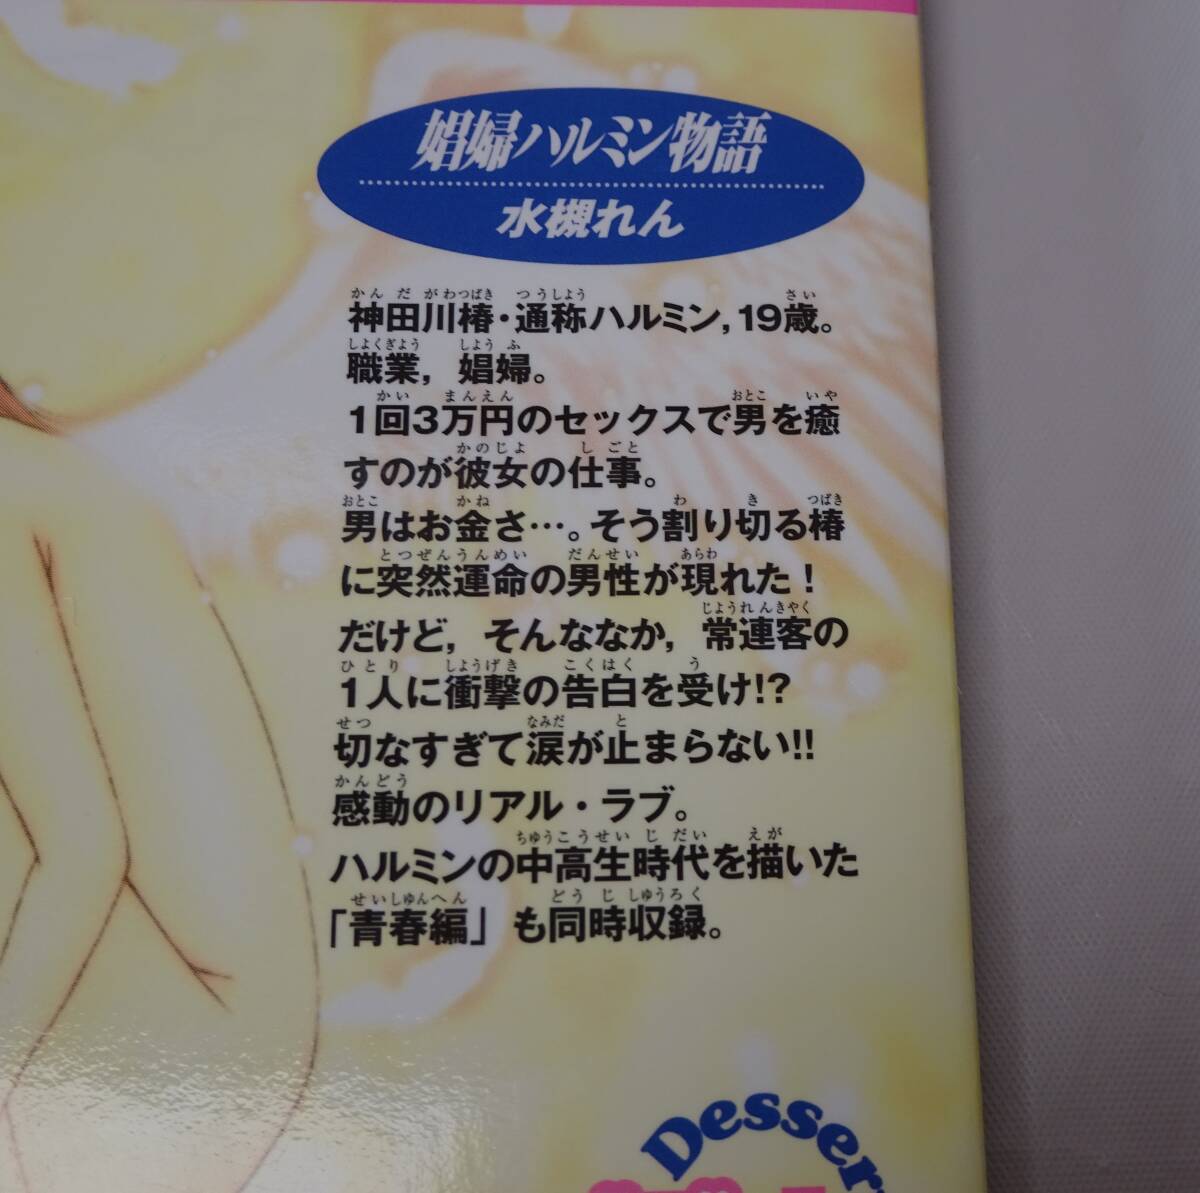 娼婦ハルミン物語
水槻れん
神田川椿・通称ハルミン,19歳。
職業,娼婦。
1回3万円のセックスで男を癒
すのが彼女の仕事。
男はお金さ…。そう割り切る椿
に突然運命の男性が現れた!
だけど,そんななか,常連客の
1人に衝撃の告白を受け!?
切なすぎて涙が止まらない!!
感動のリアル・ラブ。
ハルミンの中高生時代を描いた
「青春編」も同時収録。
Desser